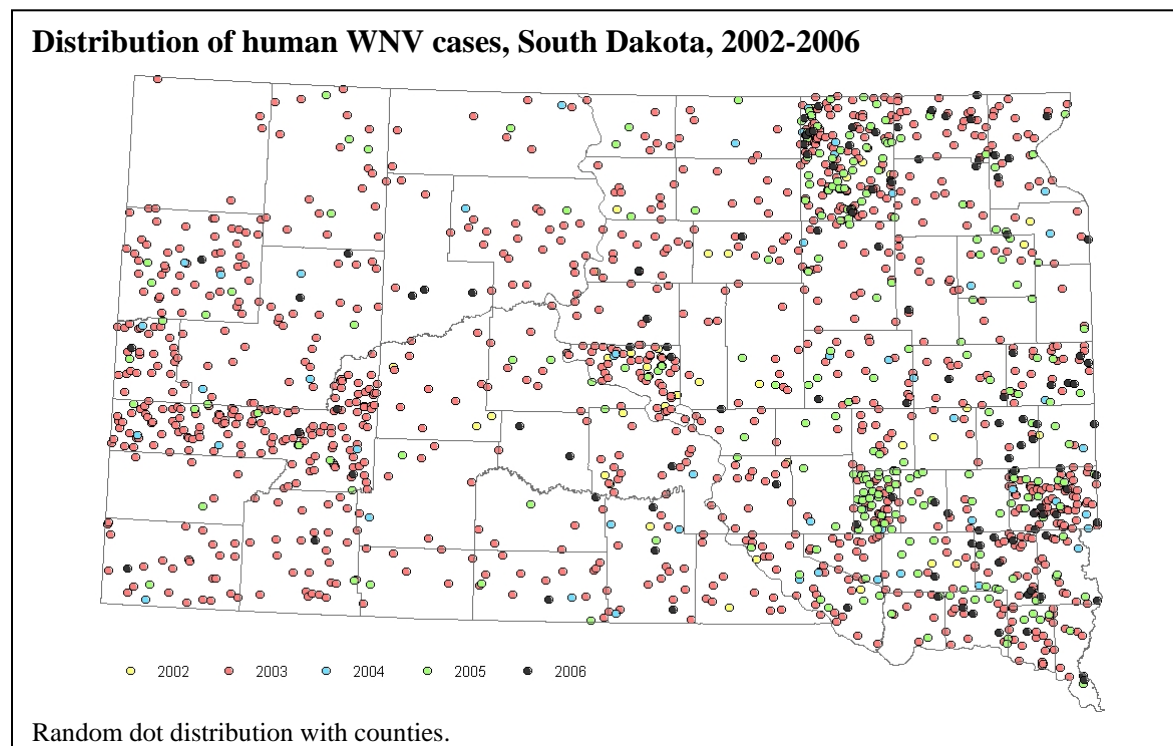 Distribution of human WNV cases, South Dakota, 2002-2006
2002 2003 2004 2005 2006
Random dot distribution with counties.